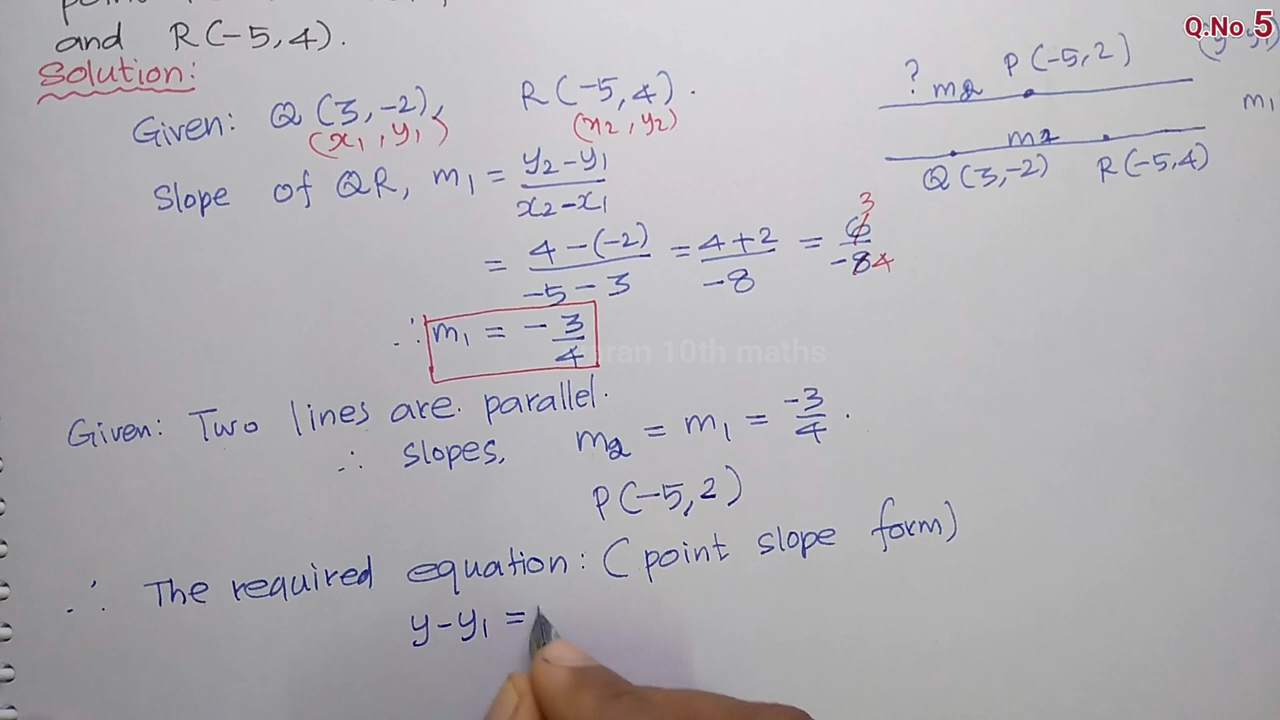 and R(-5,4).
Q.No 5
Solution:
Given: Q(3,-2), R(-5,4).
(x1, y1) (x2, y2)
? m2 P(-5,2)
m1
m2
Q(3,-2) R(-5,4)
Slope of QR, m1 = y2-y1 / x2-x1
= 4-(-2) / -5-3 = 4+2 / -8 = 6 3 / -8 4
∴ m1 = -3/4
10th maths
Given: Two lines are parallel.
∴ slopes, m2 = m1 = -3/4.
P(-5,2)
∴ The required equation: (point slope form)
y-y1 =